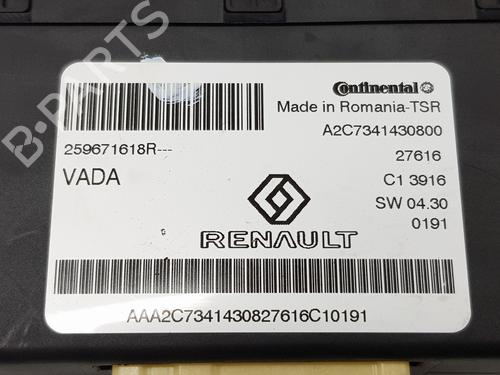 B-PARTS
Continental
Made in Romania-TSR
A2C7341430800
259671618R---
27616
VADA
C1 3916
SW 04.30
0191
RENAULT
AAA2C7341430827616C10191